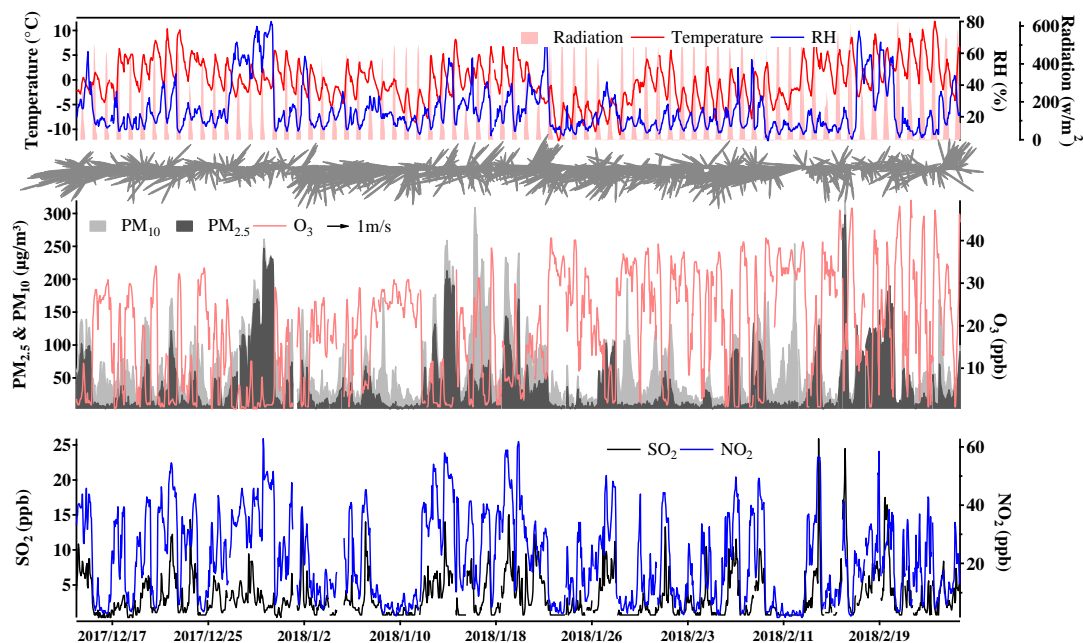 Temperature (°C)
10
5
0
-5
-10
Radiation Temperature RH
80
60
40
20
RH (%)
600
400
200
0
Radiation (w/m²
PM₂.₅ & PM₁₀ (µg/m³)
300
250
200
150
100
50
PM₁₀ PM₂.₅ O₃ 1m/s
40
30
20
10
O₃ (ppb)
SO₂ (ppb)
25
20
15
10
5
SO₂ NO₂
60
40
20
NO₂ (ppb)
2017/12/17 2017/12/25 2018/1/2 2018/1/10 2018/1/18 2018/1/26 2018/2/3 2018/2/11 2018/2/19